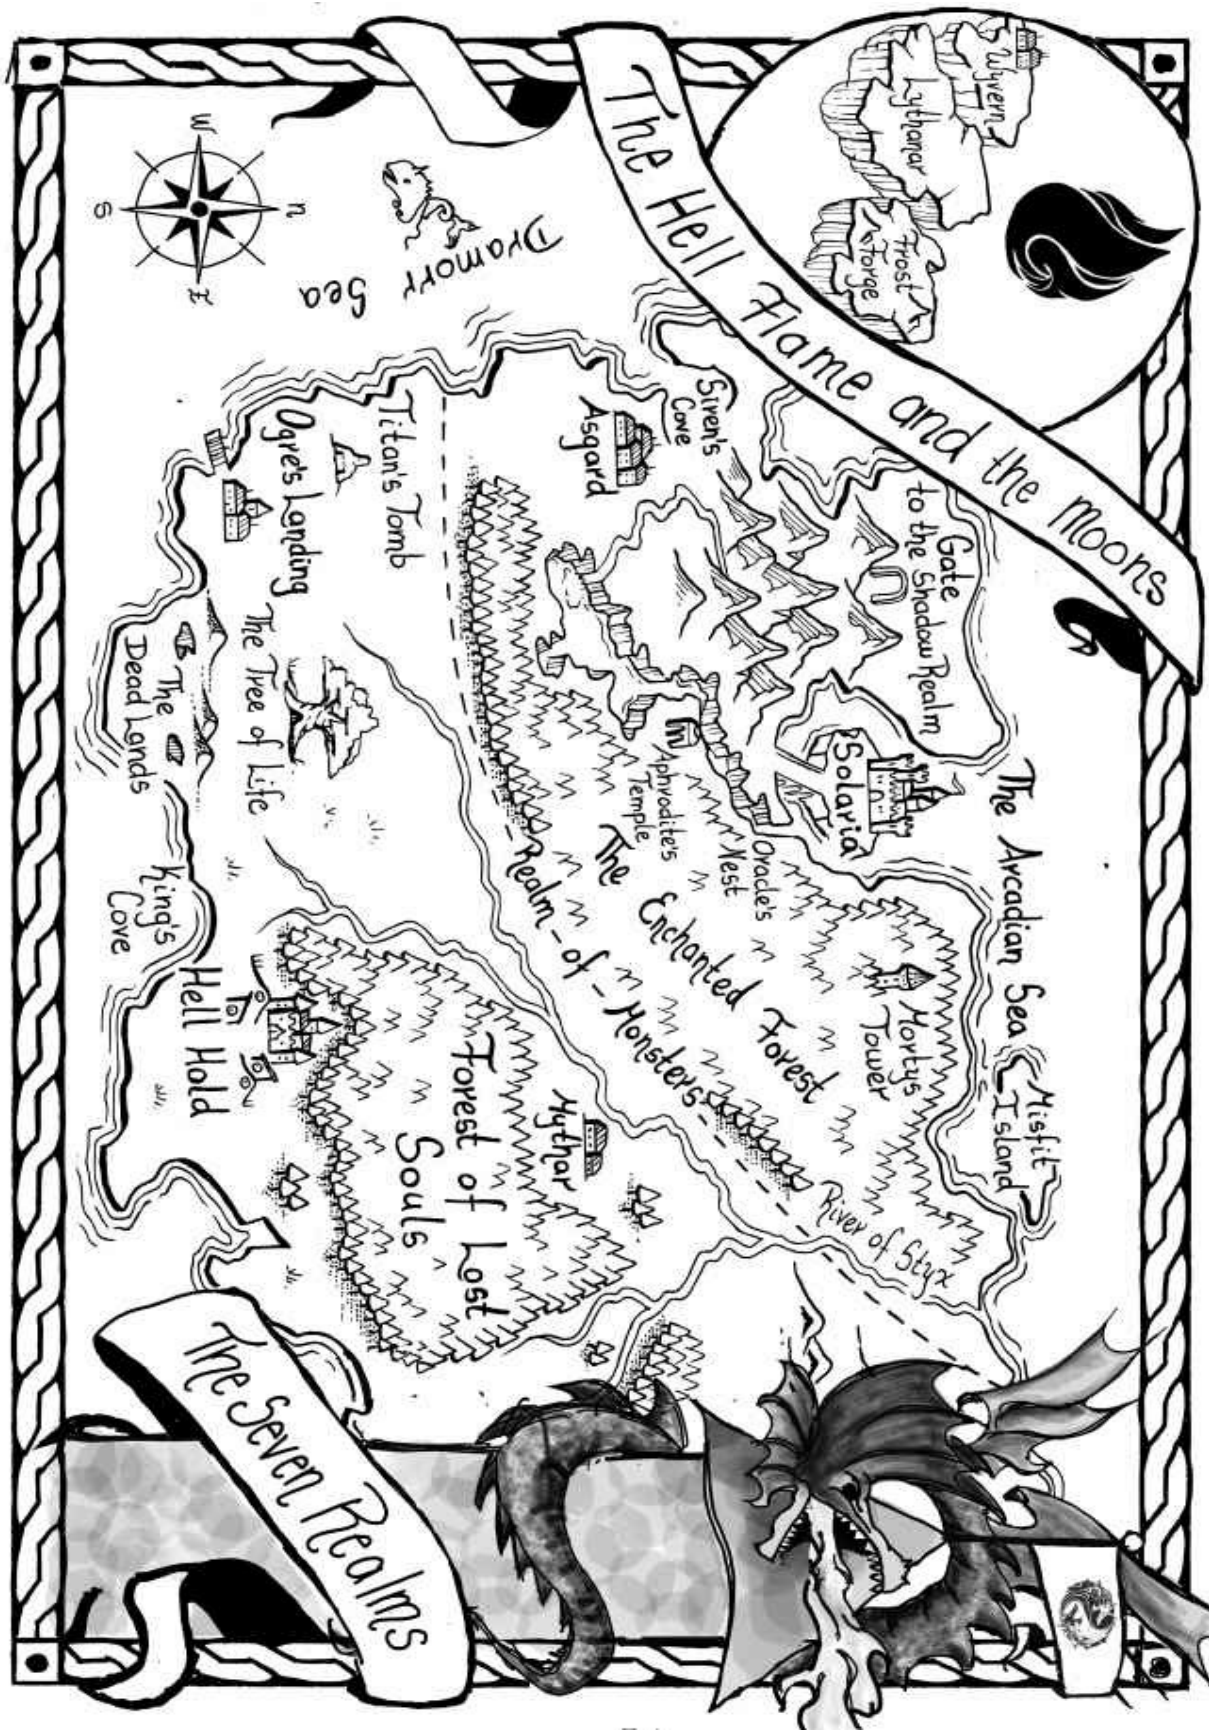 Wyvern
Lythanar
Frost
Forge
The Hell Flame and the Moons
Gate
to the Shadow Realm
The Arcadian Sea
Misfit
Island
Siren's
Cove
Solaria
Mortys
Tower
Asgard
Aphrodite's
Temple
Oracle's
Nest
The Enchanted Forest
River of Styx
Realm-of-Monsters
Dramorr
Sea
Titan's Tomb
Mythar
Forest of Lost
Souls
Ogre's Landing
The Tree of Life
Hell Hold
The
Dead Lands
King's
Cove
n
W
E
S
The Seven Realms